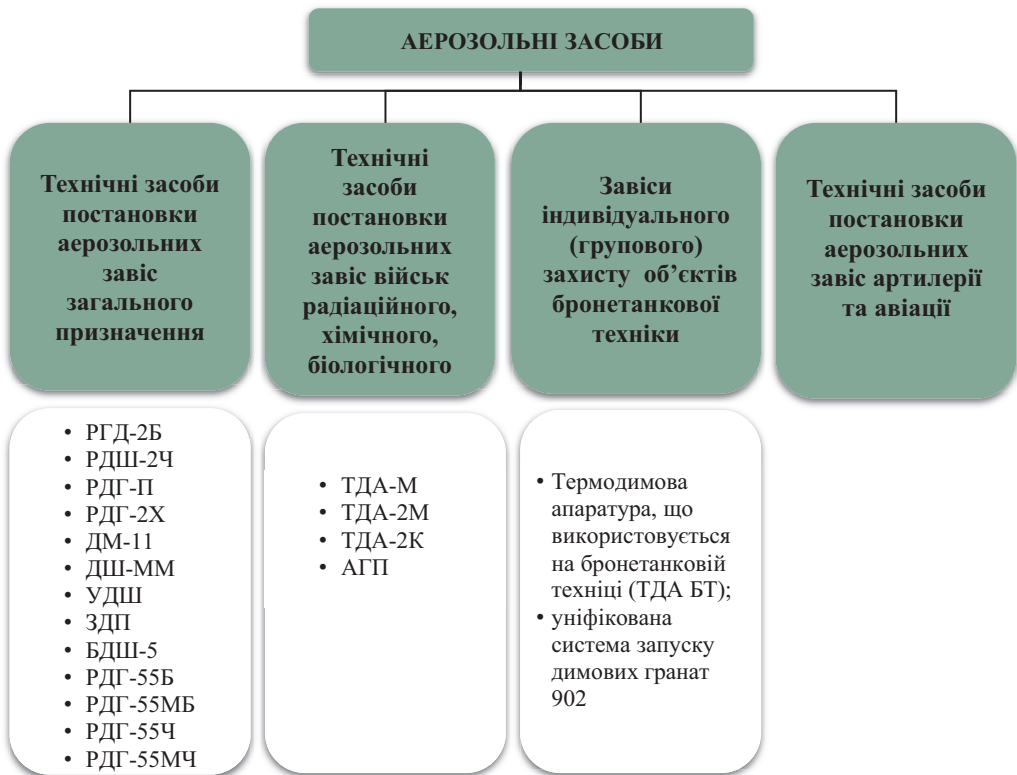 АЕРОЗОЛЬНІ ЗАСОБИ
Технічні засоби
постановки
аерозольних
завіс
загального
призначення
Технічні
засоби
постановки
аерозольних
завіс військ
радіаційного,
хімічного,
біологічного
Завіси
індивідуального
(групового)
захисту об’єктів
бронетанкової
техніки
Технічні засоби
постановки
аерозольних
завіс артилерії
та авіації
• РГД-2Б
• РДШ-2Ч
• РДГ-П
• РДГ-2Х
• ДМ-11
• ДШ-ММ
• УДШ
• ЗДП
• БДШ-5
• РДГ-55Б
• РДГ-55МБ
• РДГ-55Ч
• РДГ-55МЧ
• ТДА-М
• ТДА-2М
• ТДА-2К
• АГП
• Термодимова
апаратура, що
використовується
на бронетанковій
техніці (ТДА БТ);
• уніфікована
система запуску
димових гранат
902